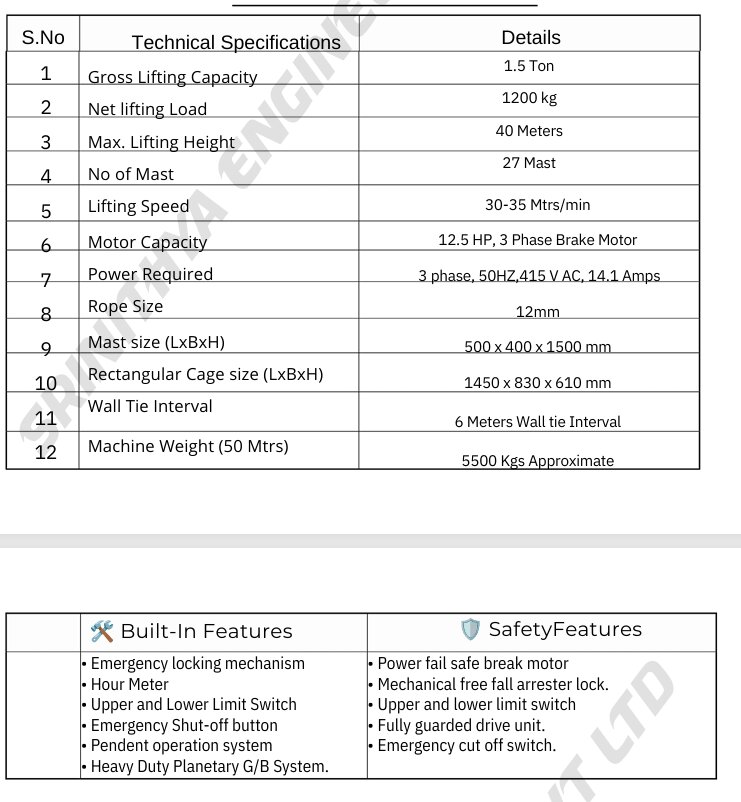 S.No Technical Specifications Details
1 Gross Lifting Capacity 1.5 Ton
2 Net lifting Load 1200 kg
3 Max. Lifting Height 40 Meters
4 No of Mast 27 Mast
5 Lifting Speed 30-35 Mtrs/min
6 Motor Capacity 12.5 HP, 3 Phase Brake Motor
7 Power Required 3 phase, 50HZ,415 V AC, 14.1 Amps
8 Rope Size 12mm
9 Mast size (LxBxH) 500 x 400 x 1500 mm
10 Rectangular Cage size (LxBxH) 1450 x 830 x 610 mm
11 Wall Tie Interval 6 Meters Wall tie Interval
12 Machine Weight (50 Mtrs) 5500 Kgs Approximate
SRINITHYA ENGINE
🛠️ Built-In Features
• Emergency locking mechanism
• Hour Meter
• Upper and Lower Limit Switch
• Emergency Shut-off button
• Pendent operation system
• Heavy Duty Planetary G/B System.
🛡️ SafetyFeatures
• Power fail safe break motor
• Mechanical free fall arrester lock.
• Upper and lower limit switch
• Fully guarded drive unit.
• Emergency cut off switch.
LTD